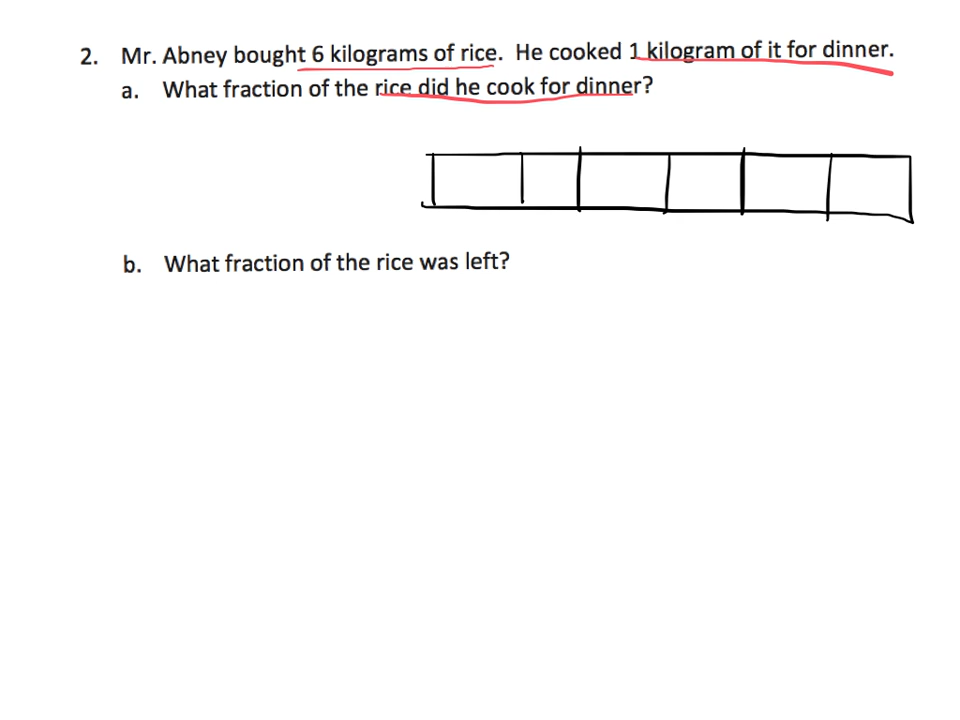 2. Mr. Abney bought 6 kilograms of rice. He cooked 1 kilogram of it for dinner.
a. What fraction of the rice did he cook for dinner?
b. What fraction of the rice was left?